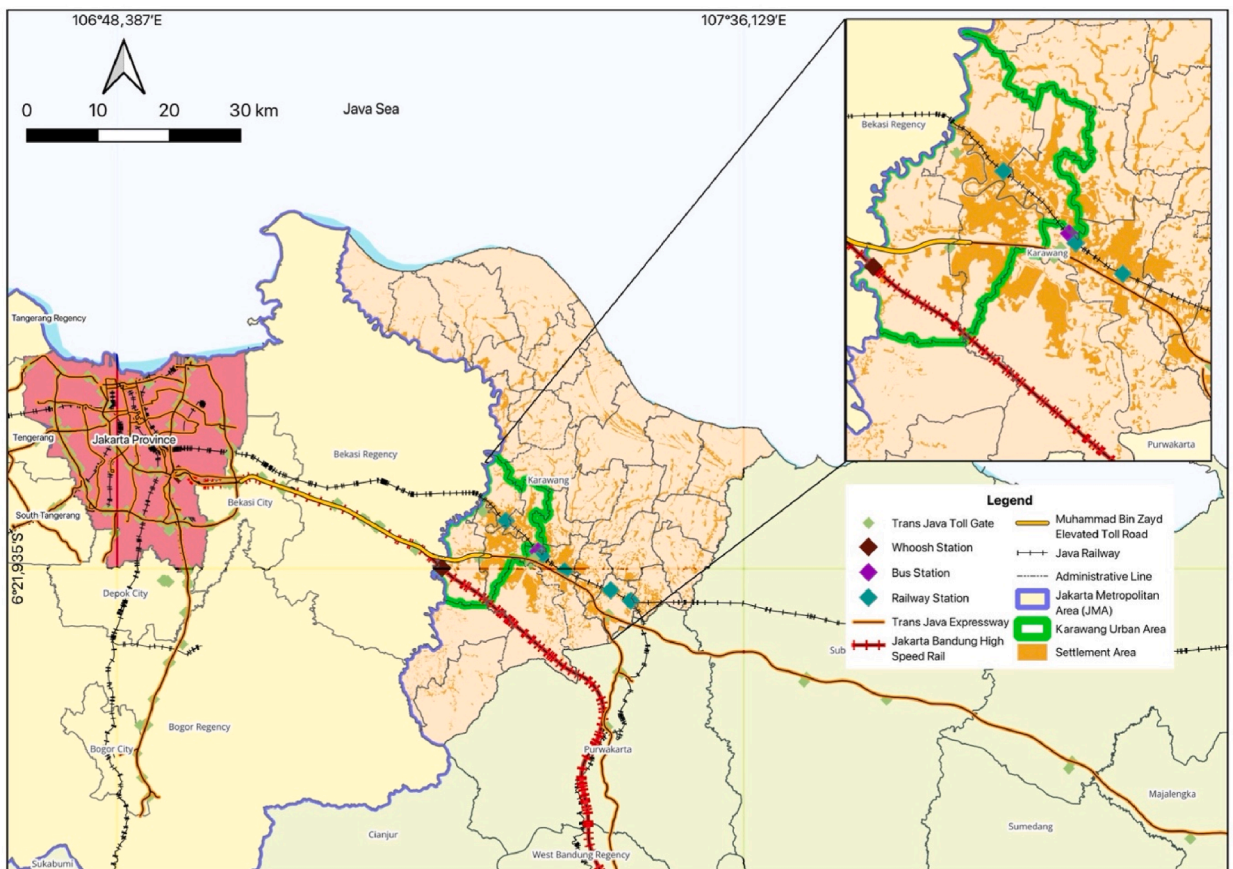 106°48,387'E
107°36,129'E
0 10 20 30 km
Java Sea
Bekasi Regency
Karawang
Purwakarta
Tangerang Regency
Tangerang
Jakarta Province
Bekasi Regency
South Tangerang
Bekasi City
Karawang
6°21,935'S
Depok City
Bogor Regency
Bogor City
Purwakarta
Cianjur
West Bandung Regency
Sukabumi
Sub
Majalengka
Sumedang
Legend
Trans Java Toll Gate
Whoosh Station
Bus Station
Railway Station
Trans Java Expressway
Jakarta Bandung High
Speed Rail
Muhammad Bin Zayd
Elevated Toll Road
Java Railway
Administrative Line
Jakarta Metropolitan
Area (JMA)
Karawang Urban Area
Settlement Area